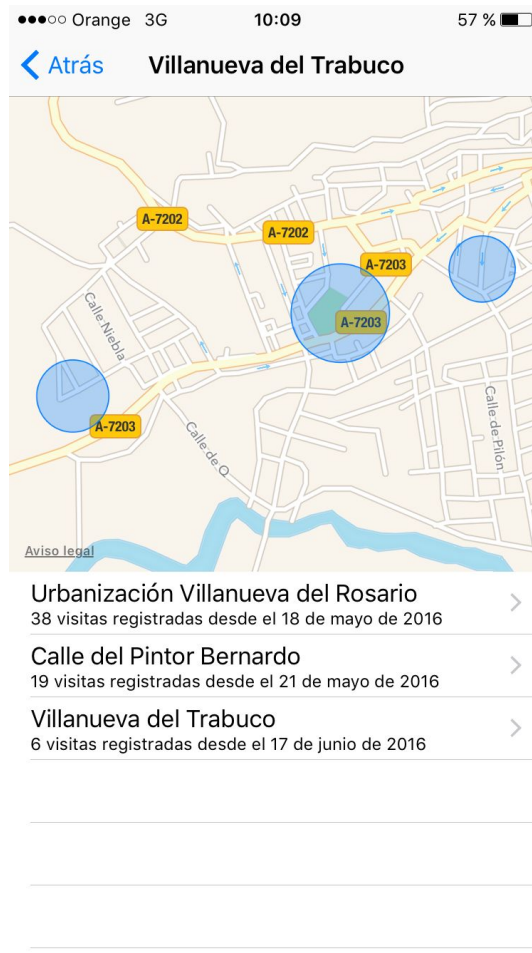 Orange 3G 10:09 57 %
Atrás Villanueva del Trabuco
A-7202
A-7202
A-7203
Calle Niebla
A-7203
A-7203
Calle de Q
Calle de Pilón
Aviso legal
Urbanización Villanueva del Rosario
38 visitas registradas desde el 18 de mayo de 2016
Calle del Pintor Bernardo
19 visitas registradas desde el 21 de mayo de 2016
Villanueva del Trabuco
6 visitas registradas desde el 17 de junio de 2016